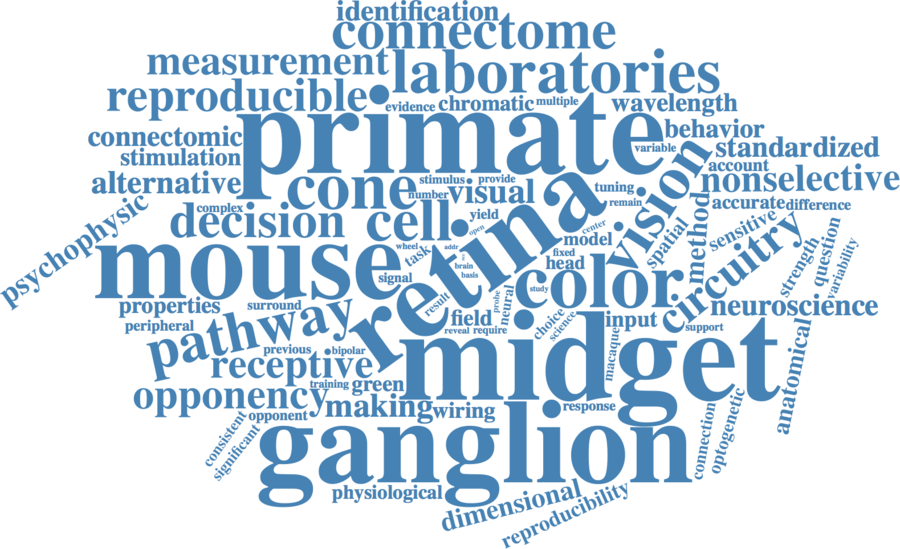 identification
connectome
measurement
laboratories
reproducible
evidence
chromatic
multiple
wavelength
primate
behavior
variable
connectomic
stimulation
standardized
account
alternative
cone
stimulus
provide
number
visual
tuning
remain
vision
nonselective
accurate
difference
psychophysic
complex
decision
cell
yield
open
center
retina
model
spatial
method
sensitive
circuitry
question
strength
variability
mouse
wheel
task
addr
brain
basis
signal
fixed
head
color
study
probe
neural
result
properties
surround
peripheral
pathway
field
reveal
require
choice
science
input
support
neuroscience
previous
bipolar
receptive
training
green
midget
macaque
anatomical
opponency
opponent
making
wiring
response
consistent
significant
ganglion
connection
optogenetic
physiological
dimensional
reproducibility